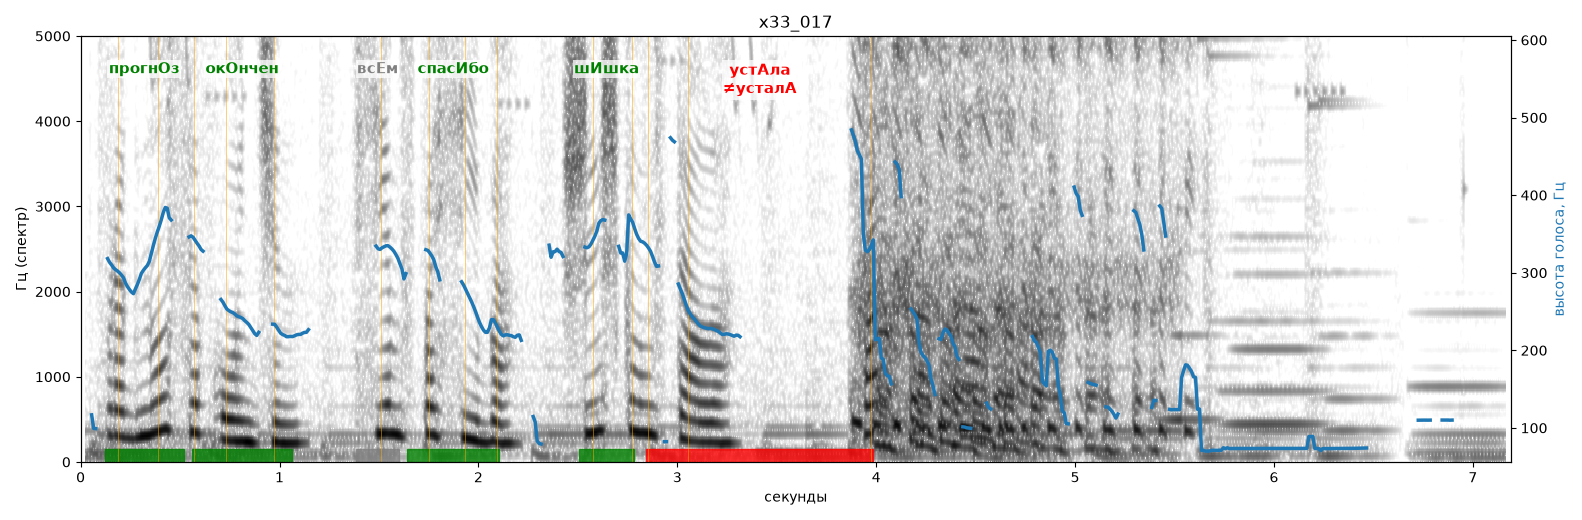 x33_017
прогнОз окОнчен всЕм спасИбо шИшка устАла
≠усталА
5000
4000
3000
2000
1000
0
Гц (спектр)
600
500
400
300
200
100
высота голоса, Гц
0 1 2 3 4 5 6 7
секунды